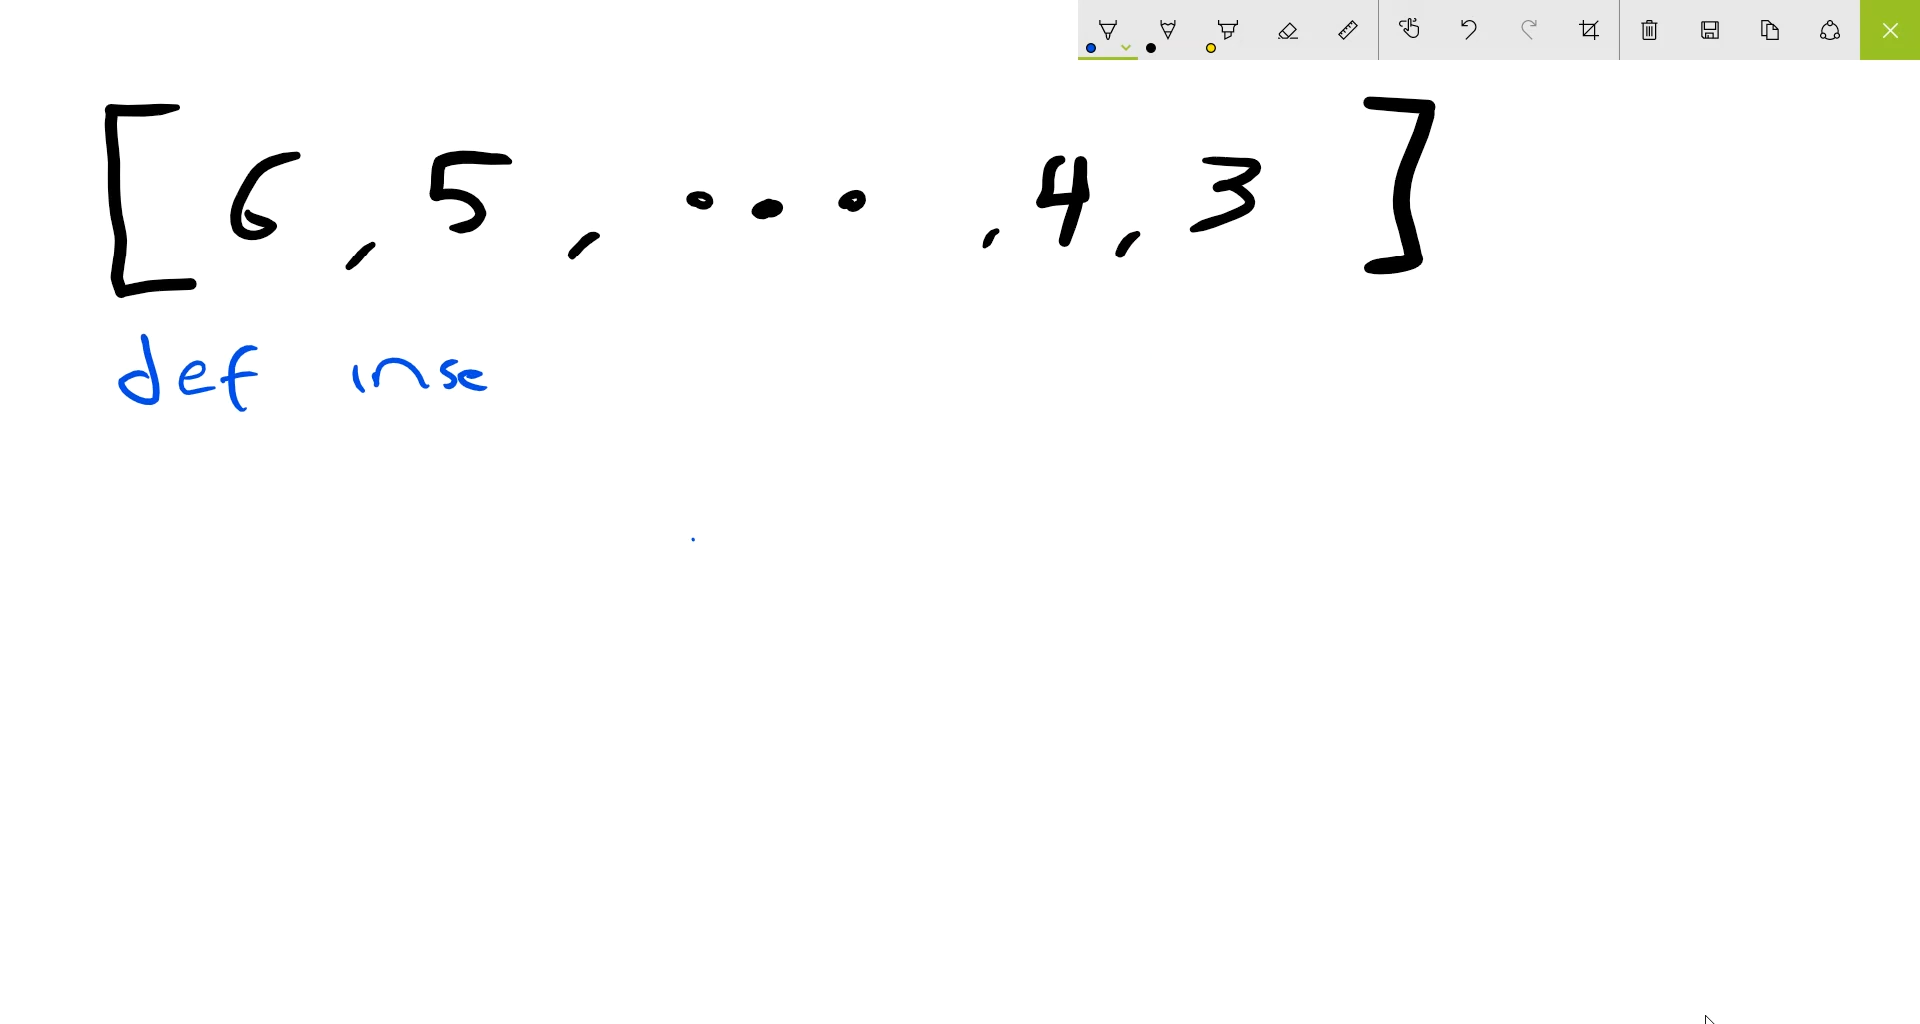 [ 6 , 5 , • • • , 4 , 3 ]
def inse